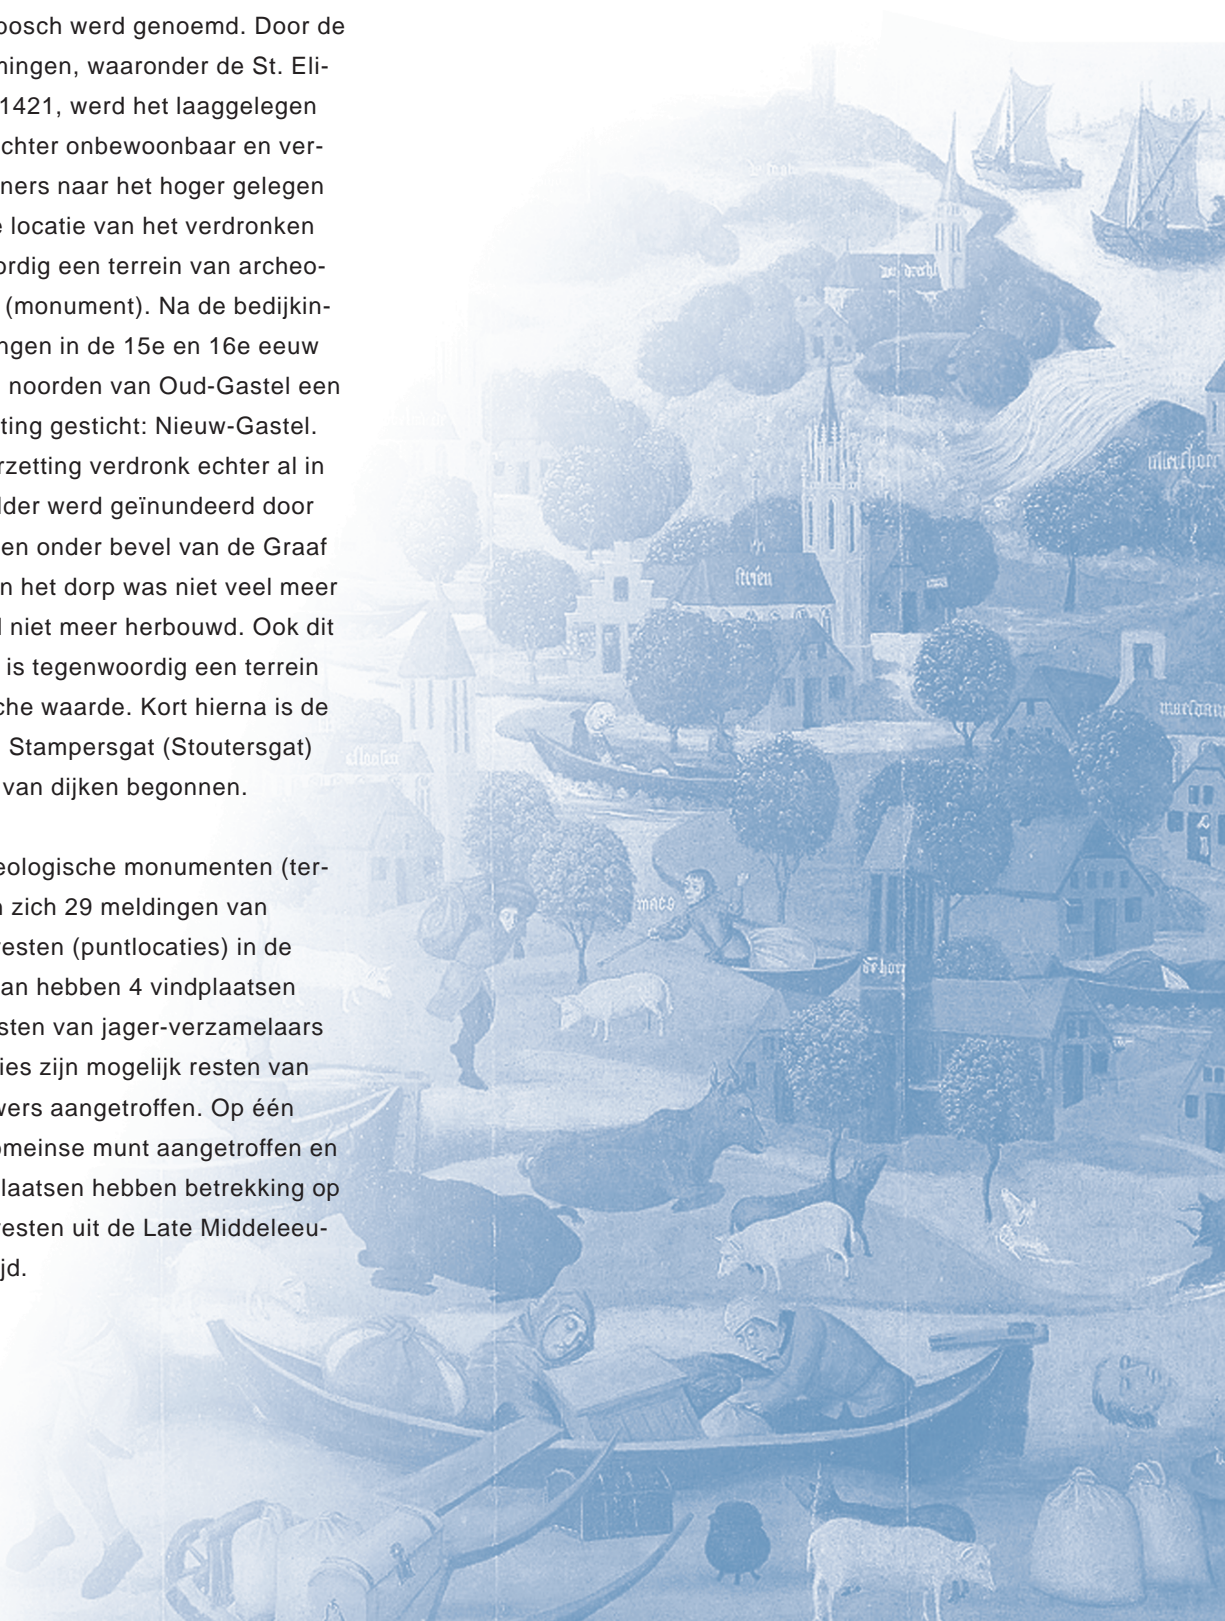 oosch werd genoemd. Door de
mingen, waaronder de St. Eli-
1421, werd het laaggelegen
chter onbewoonbaar en ver-
ners naar het hoger gelegen
e locatie van het verdronken
ordig een terrein van archeo-
(monument). Na de bedijkin-
ngen in de 15e en 16e eeuw
noorden van Oud-Gastel een
ting gesticht: Nieuw-Gastel.
rzetting verdronk echter al in
lder werd geïnundeerd door
en onder bevel van de Graaf
n het dorp was niet veel meer
l niet meer herbouwd. Ook dit
is tegenwoordig een terrein
che waarde. Kort hierna is de
Stampersgat (Stoutersgat)
van dijken begonnen.
eologische monumenten (ter-
n zich 29 meldingen van
resten (puntlocaties) in de
an hebben 4 vindplaatsen
sten van jager-verzamelaars
ies zijn mogelijk resten van
wers aangetroffen. Op één
omeinse munt aangetroffen en
laatsen hebben betrekking op
resten uit de Late Middeleeu-
ijd.
maes